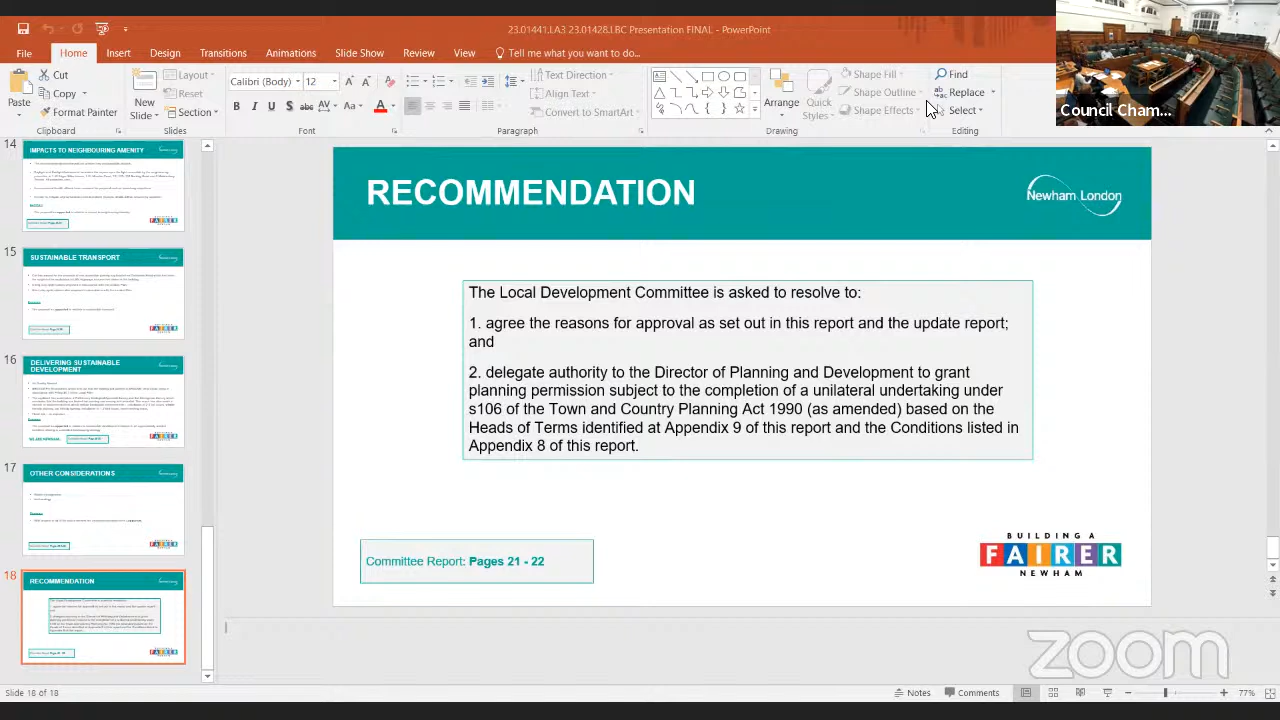 23.01441.LA3 23.01428.LBC Presentation FINAL - PowerPoint
File Home Insert Design Transitions Animations Slide Show Review View Tell me what you want to do...
Cut
Copy
Format Painter
Paste
Clipboard
New
Slide
Layout
Reset
Section
Slides
Calibri (Body) 12
Font
Text Direction
Align Text
Convert to SmartArt
Paragraph
Arrange
Quick
Styles
Shape Fill
Shape Outline
Shape Effects
Drawing
Find
Replace
Select
Editing
Council Cham...
14
IMPACTS TO NEIGHBOURING AMENITY
15
SUSTAINABLE TRANSPORT
16
DELIVERING SUSTAINABLE
DEVELOPMENT
17
OTHER CONSIDERATIONS
18
RECOMMENDATION
RECOMMENDATION
Newham London
The Local Development Committee is asked to resolve to:
1. agree the reasons for approval as set out in this report and the update report;
and
2. delegate authority to the Director of Planning and Development to grant
planning permission subject to the completion of a unilateral undertaking under
s106 of the Town and Country Planning Act 1990 (as amended) based on the
Heads of Terms identified at Appendix 9 of this report and the Conditions listed in
Appendix 8 of this report.
Committee Report: Pages 21 - 22
BUILDING A
FAIRER
NEWHAM
zoom
Slide 18 of 18
Notes Comments 77%